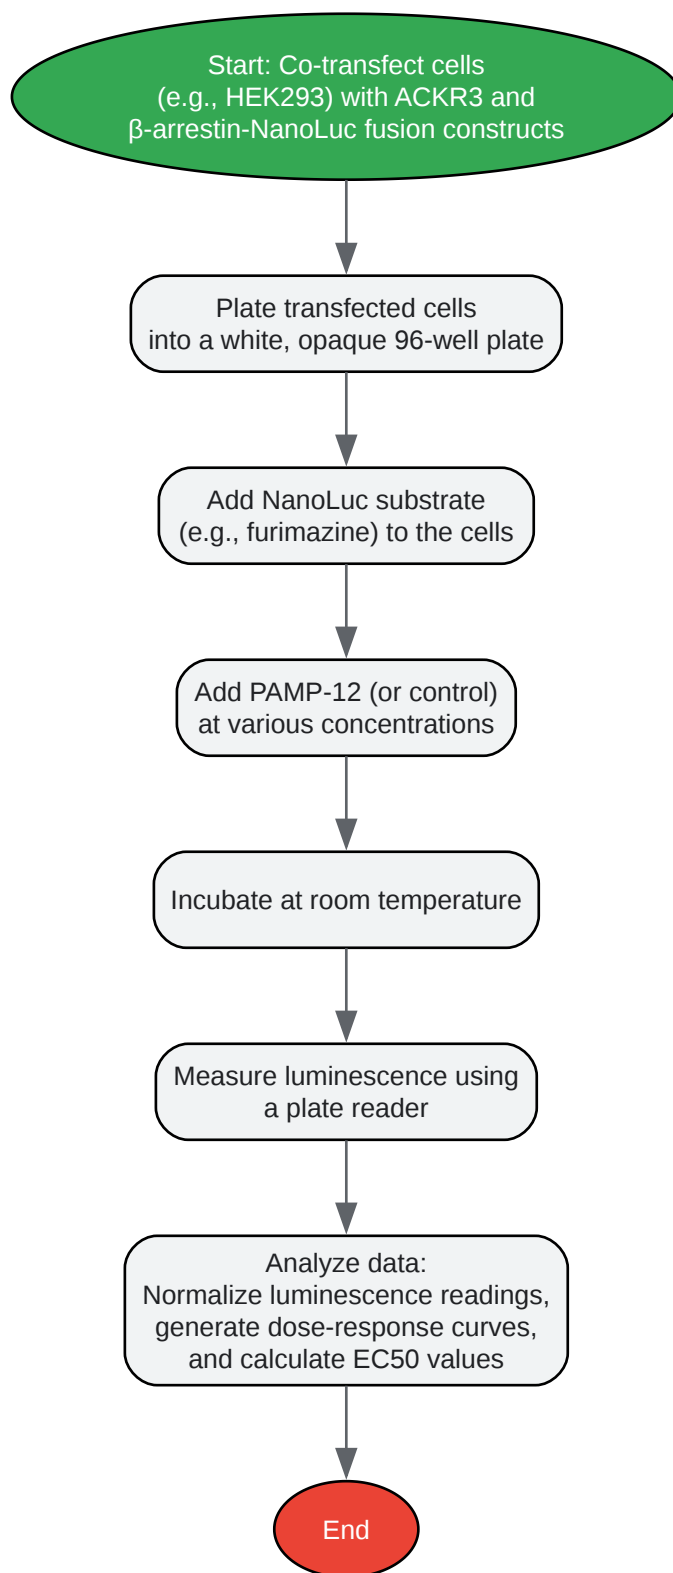 Start: Co-transfect cells
(e.g., HEK293) with ACKR3 and
β-arrestin-NanoLuc fusion constructs
Plate transfected cells
into a white, opaque 96-well plate
Add NanoLuc substrate
(e.g., furimazine) to the cells
Add PAMP-12 (or control)
at various concentrations
Incubate at room temperature
Measure luminescence using
a plate reader
Analyze data:
Normalize luminescence readings,
generate dose-response curves,
and calculate EC50 values
End